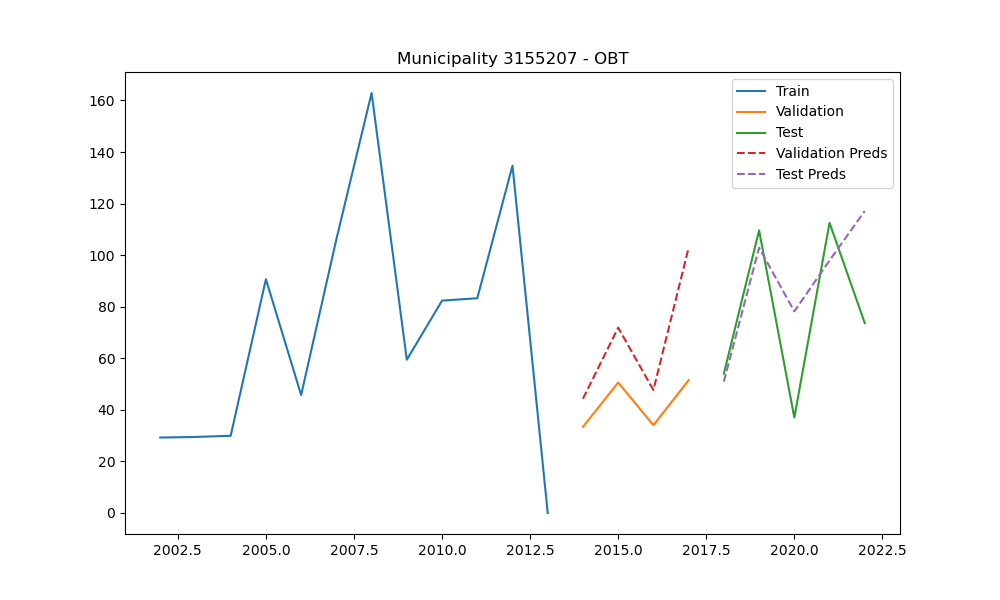 Municipality 3155207 - OBT
Train
Validation
Test
Validation Preds
Test Preds
160
140
120
100
80
60
40
20
0
2002.5 2005.0 2007.5 2010.0 2012.5 2015.0 2017.5 2020.0 2022.5